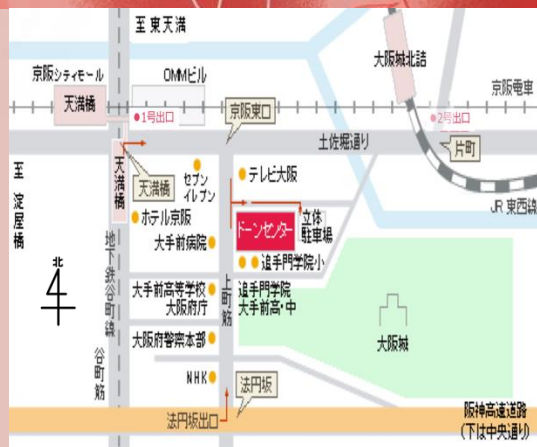 至東天満
京阪シティモール
OMMビル
天満橋
●1号出口
京阪東口
大阪城北詰
京阪電車
●2号出口
土佐堀通り
片町
至
淀屋橋
天満橋
天満橋
セブン
イレブン
テレビ大阪
JR東西線
ホテル京阪
ドーンセンター
立体
駐車場
大手前病院
追手門学院小
北
地下鉄谷町線
大手前高等学校
大阪府庁
上町筋
追手門学院
大手前高・中
大阪城
大阪府警察本部
谷町筋
NHK
法円坂
法円坂出口
阪神高速道路
(下は中央通り)